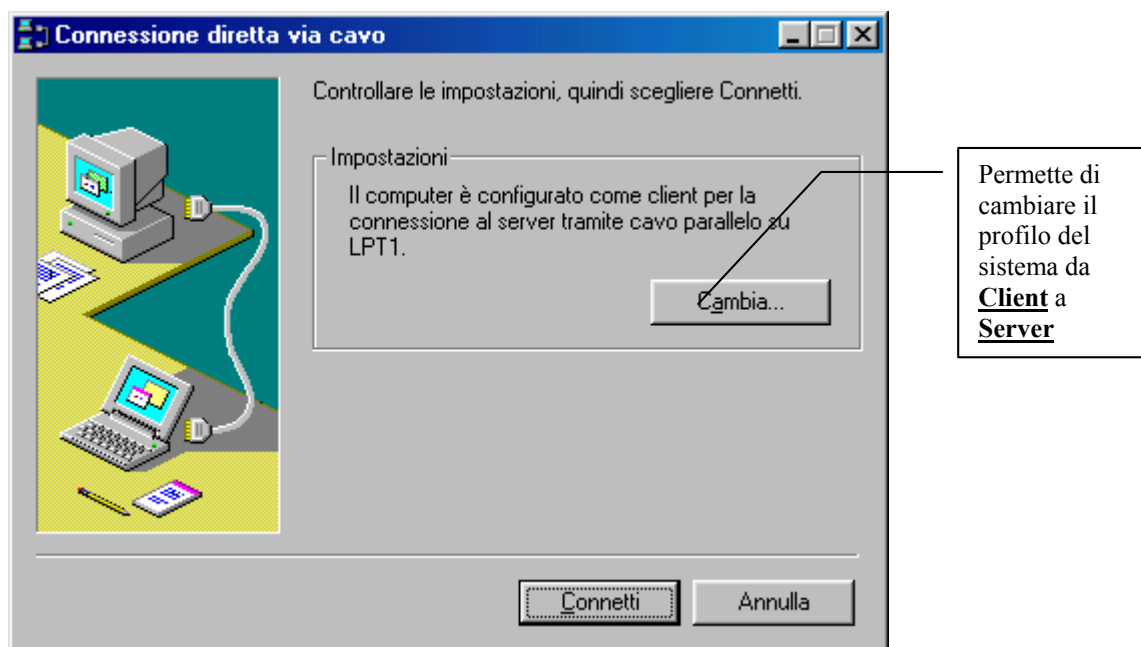 Connessione diretta via cavo
Controllare le impostazioni, quindi scegliere Connetti.
Impostazioni
Il computer è configurato come client per la
connessione al server tramite cavo parallelo su
LPT1.
Cambia...
Connetti
Annulla
Permette di
cambiare il
profilo del
sistema da
Client a
Server